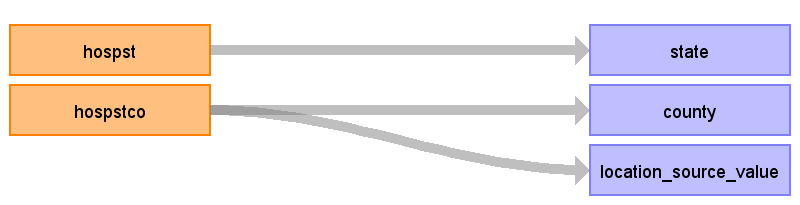 hospst
state
hospstco
county
location_source_value